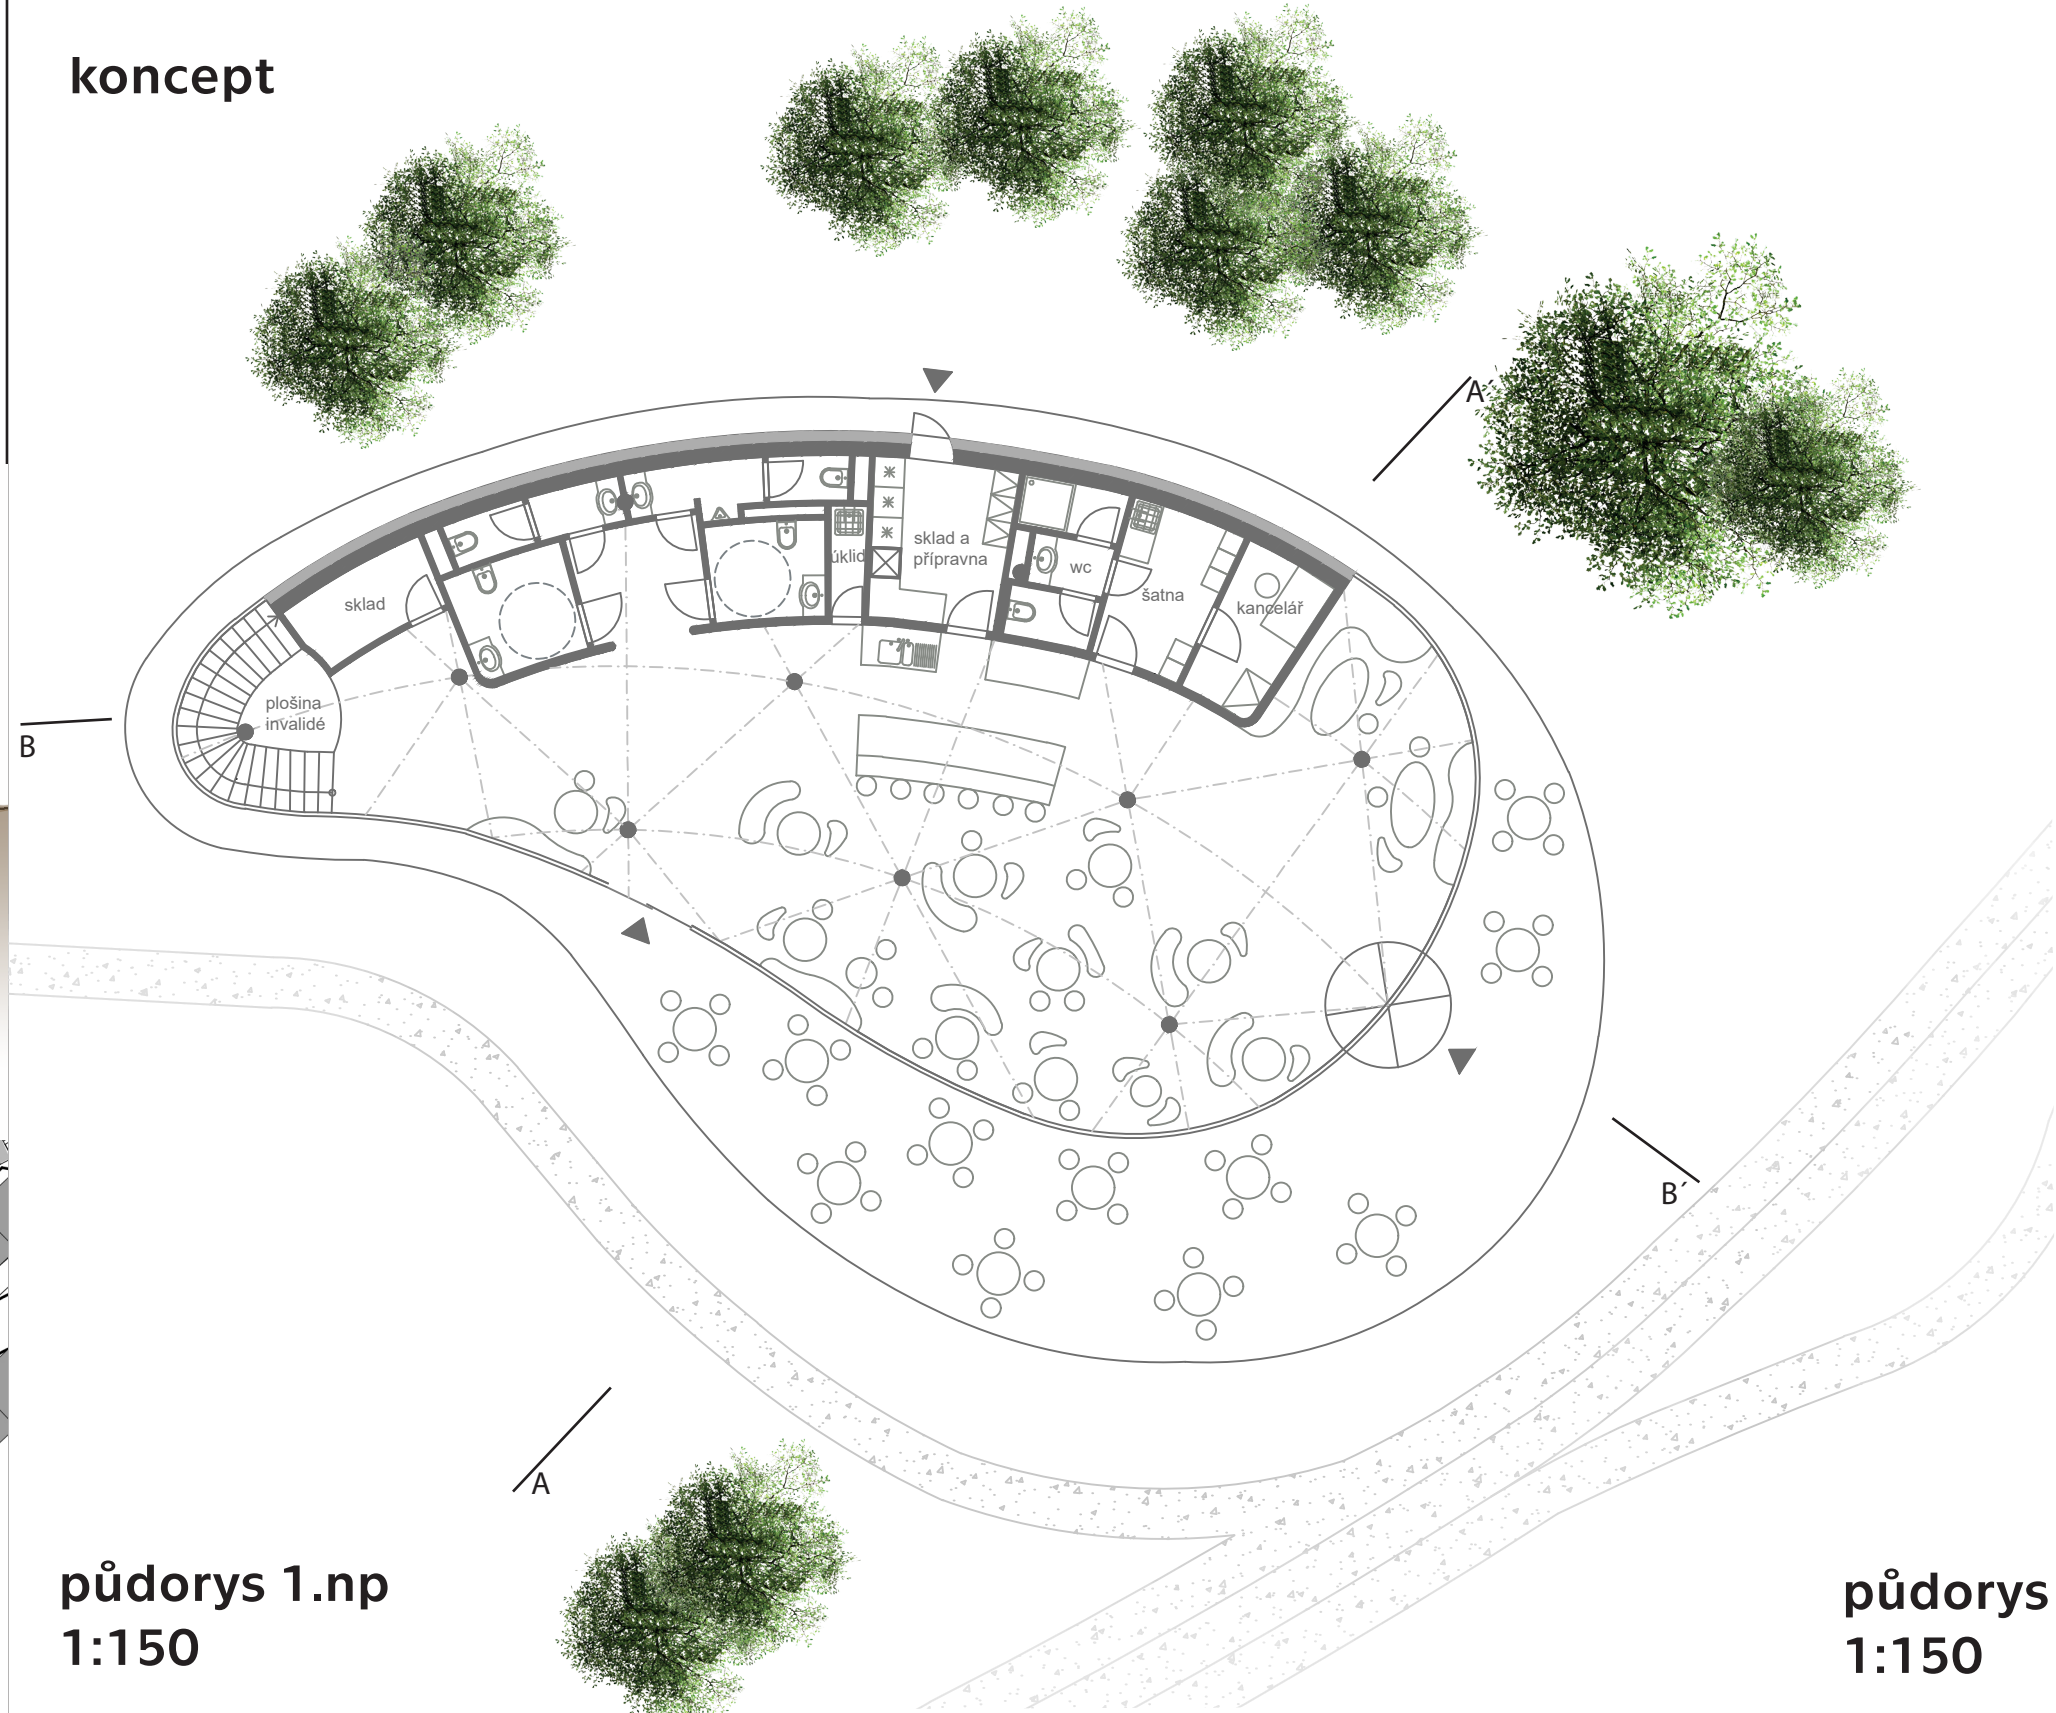 koncept
A´
sklad a
přípravna
úklid
wc
šatna
kancelář
sklad
plošina
invalidé
B
B´
A
půdorys 1.np
1:150
půdorys
1:150